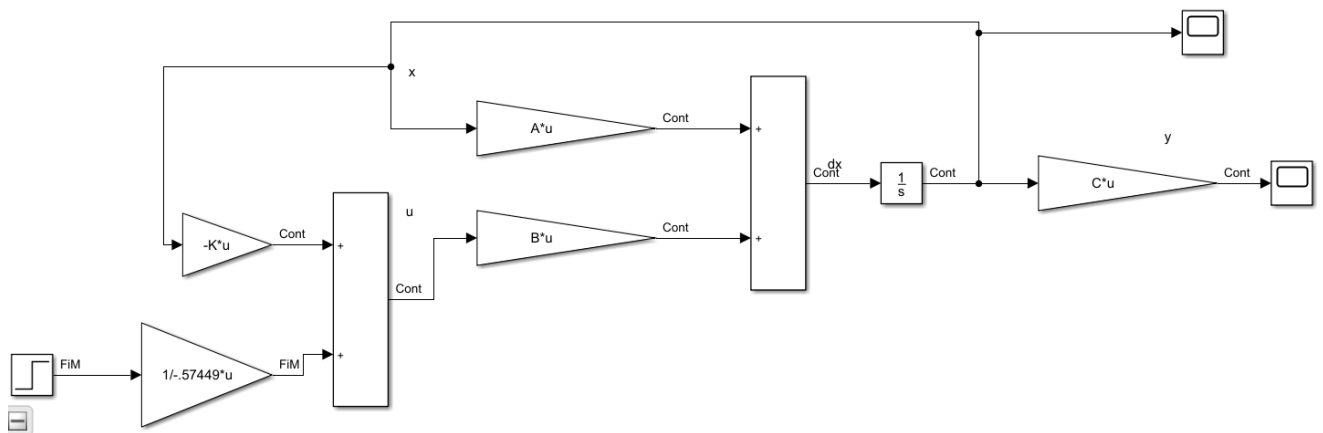 x
A*u
Cont
+
dx
Cont
1
s
Cont
y
C*u
Cont
u
B*u
Cont
+
-K*u
Cont
+
Cont
FiM
1/-.57449*u
FiM
+